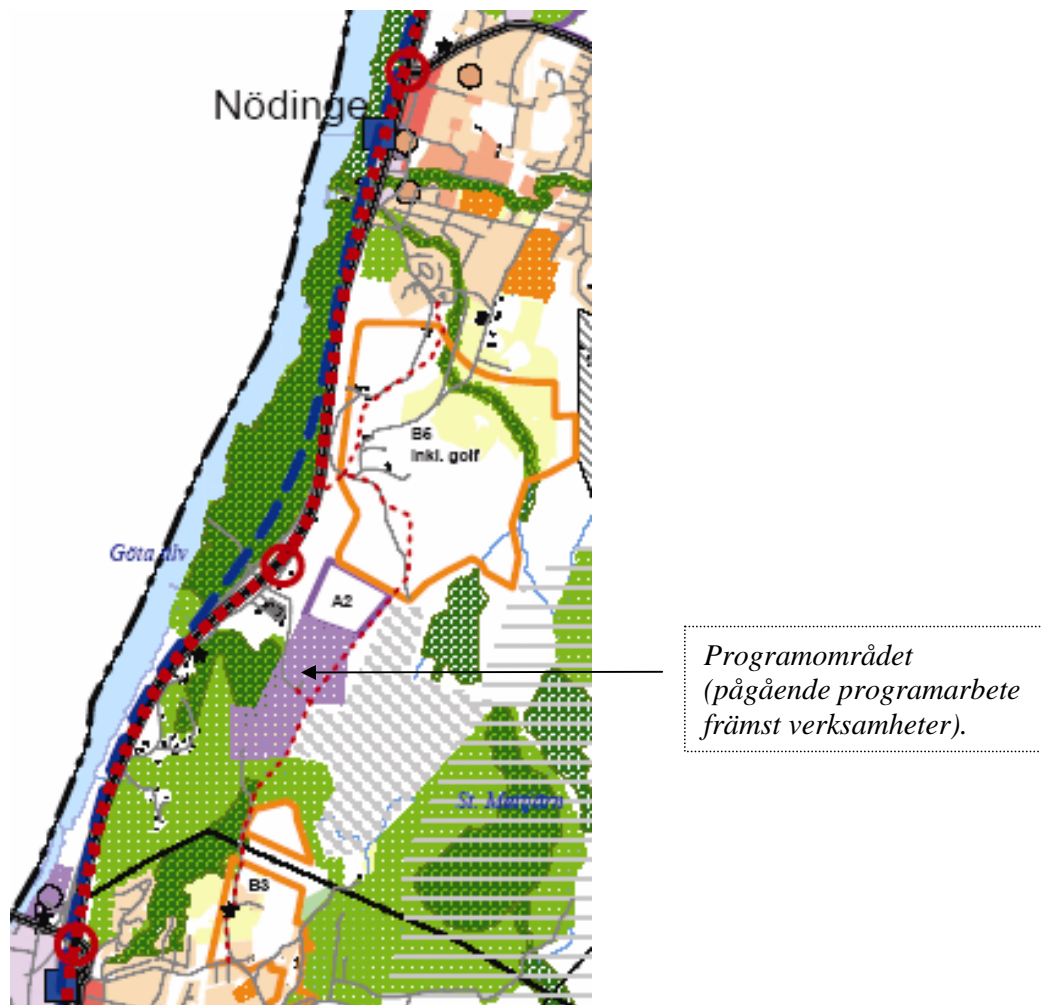 Nödinge
B6
inkl. golf
Göta älv
A2
Programområdet
(pågående programarbete
främst verksamheter).
B3